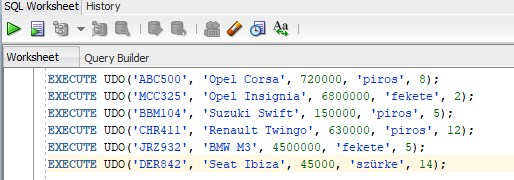 SQL Worksheet History
Worksheet Query Builder
EXECUTE UDO('ABC500', 'Opel Corsa', 720000, 'piros', 8);
EXECUTE UDO('MCC325', 'Opel Insignia', 6800000, 'fekete', 2);
EXECUTE UDO('BBM104', 'Suzuki Swift', 150000, 'piros', 5);
EXECUTE UDO('CHR411', 'Renault Twingo', 630000, 'piros', 12);
EXECUTE UDO('JRZ932', 'BMW M3', 4500000, 'fekete', 5);
EXECUTE UDO('DER842', 'Seat Ibiza', 45000, 'szürke', 14);